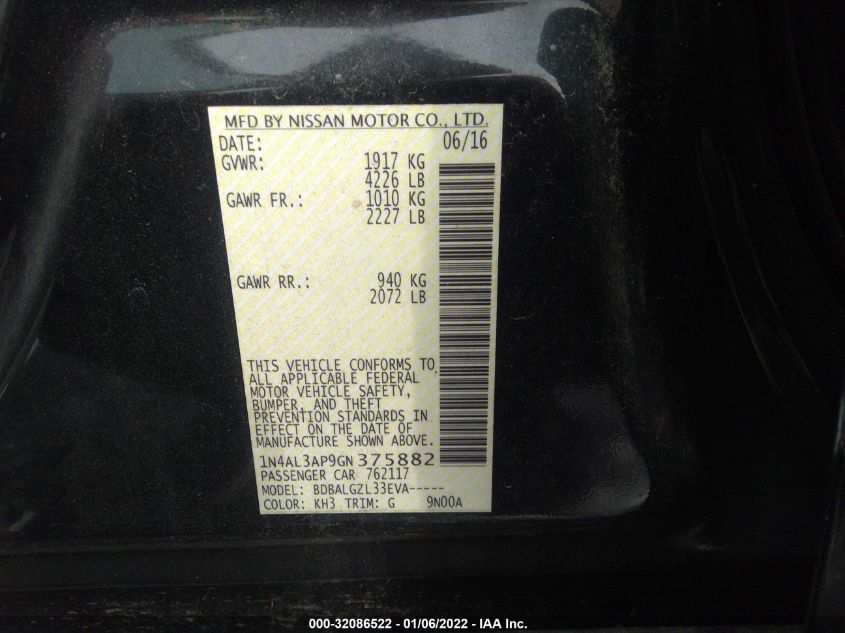 MFD BY NISSAN MOTOR CO., LTD.
DATE: 06/16
GVWR: 1917 KG
4226 LB
GAWR FR.: 1010 KG
2227 LB
GAWR RR.: 940 KG
2072 LB
THIS VEHICLE CONFORMS TO
ALL APPLICABLE FEDERAL
MOTOR VEHICLE SAFETY,
BUMPER, AND THEFT
PREVENTION STANDARDS IN
EFFECT ON THE DATE OF
MANUFACTURE SHOWN ABOVE.
1N4AL3AP9GN375882
PASSENGER CAR 762117
MODEL: BDBALGZL33EVA-----
COLOR: KH3 TRIM: G 9N00A
000-32086522 - 01/06/2022 - IAA Inc.